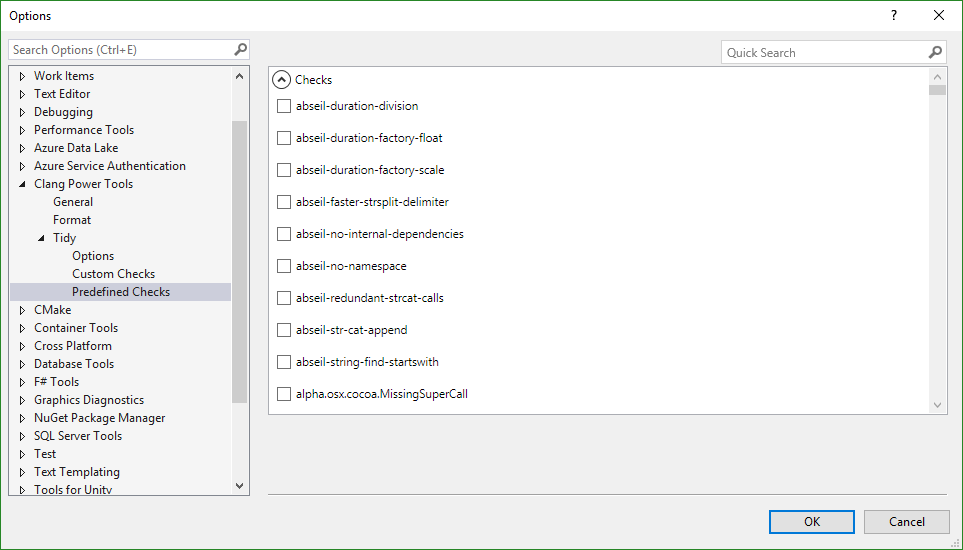 Options
?
Search Options (Ctrl+E)
Quick Search
Work Items
Text Editor
Debugging
Performance Tools
Azure Data Lake
Azure Service Authentication
Clang Power Tools
General
Format
Tidy
Options
Custom Checks
Predefined Checks
CMake
Container Tools
Cross Platform
Database Tools
F# Tools
Graphics Diagnostics
NuGet Package Manager
SQL Server Tools
Test
Text Templating
Tools for Unity
Checks
abseil-duration-division
abseil-duration-factory-float
abseil-duration-factory-scale
abseil-faster-strsplit-delimiter
abseil-no-internal-dependencies
abseil-no-namespace
abseil-redundant-strcat-calls
abseil-str-cat-append
abseil-string-find-startswith
alpha.osx.cocoa.MissingSuperCall
OK
Cancel